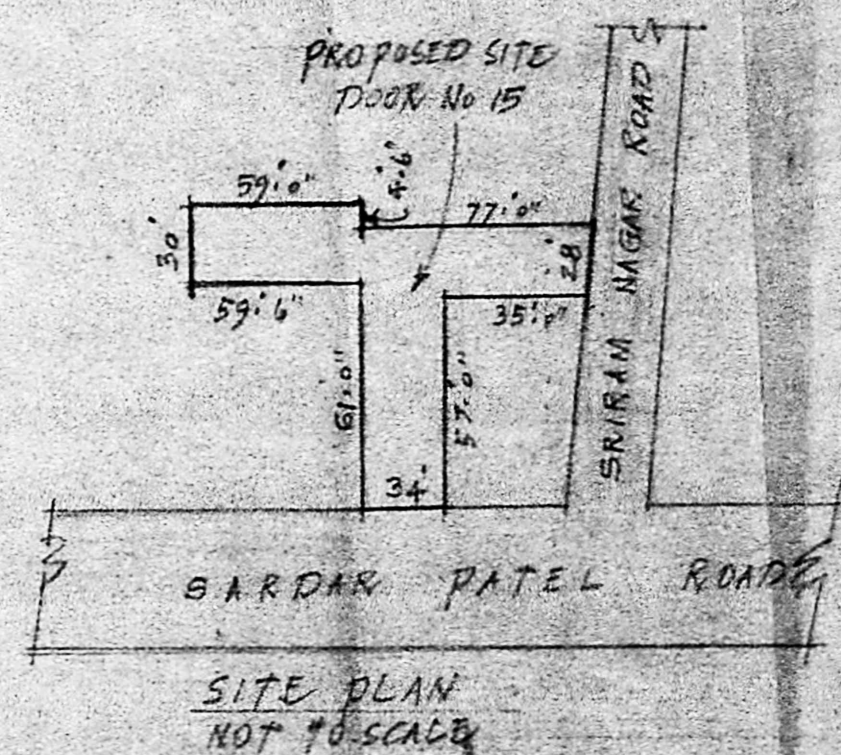 PROPOSED SITE
DOOR No 15
59'.0"
4'.6"
77'.0"
30'
28'
59'.6"
35'.0"
61'.0"
57'.0"
34'
SRIRAM NAGAR ROAD
SARDAR PATEL ROAD
SITE PLAN
NOT TO SCALE